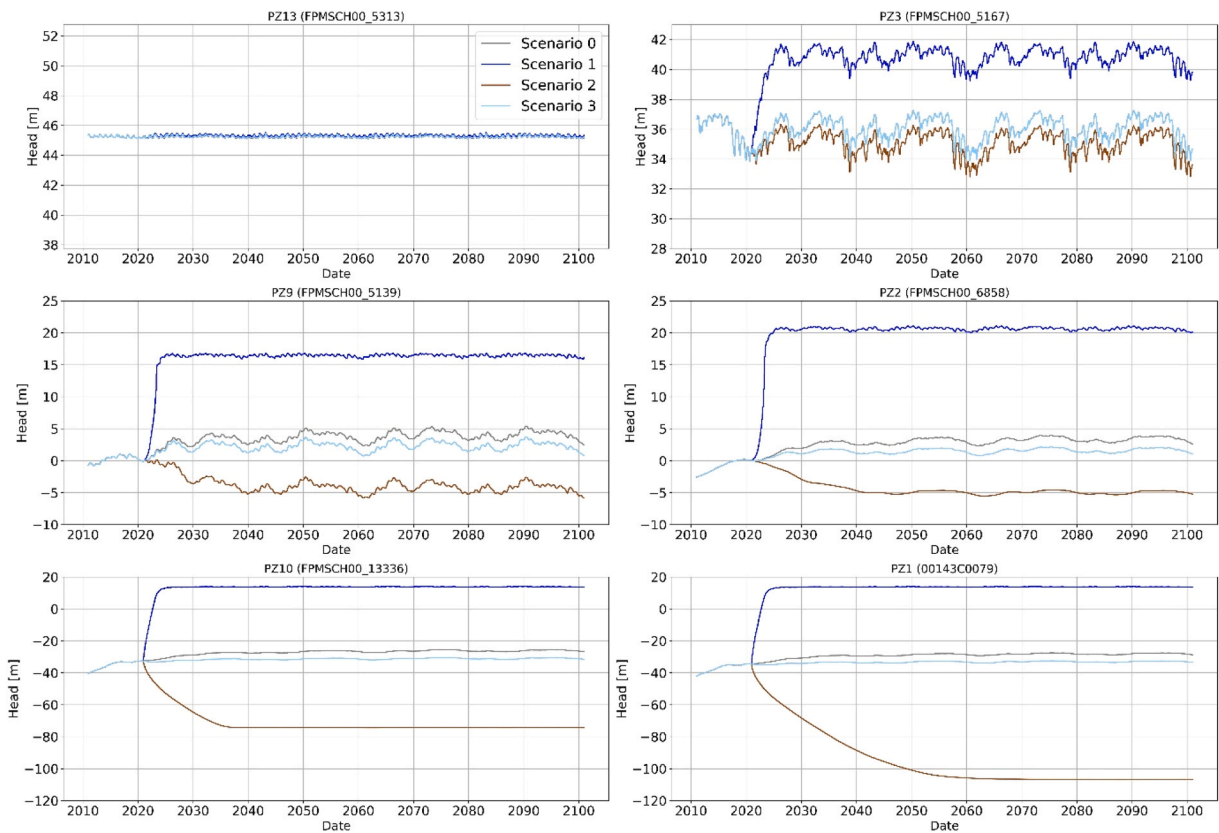 PZ13 (FPMSCH00_5313)
52
50
48
46
44
42
40
38
Head [m]
2010 2020 2030 2040 2050 2060 2070 2080 2090 2100
Date
Scenario 0
Scenario 1
Scenario 2
Scenario 3
PZ3 (FPMSCH00_5167)
42
40
38
36
34
32
30
28
Head [m]
2010 2020 2030 2040 2050 2060 2070 2080 2090 2100
Date
PZ9 (FPMSCH00_5139)
25
20
15
10
5
0
−5
−10
Head [m]
2010 2020 2030 2040 2050 2060 2070 2080 2090 2100
Date
PZ2 (FPMSCH00_6858)
25
20
15
10
5
0
−5
−10
Head [m]
2010 2020 2030 2040 2050 2060 2070 2080 2090 2100
Date
PZ10 (FPMSCH00_13336)
20
0
−20
−40
−60
−80
−100
−120
Head [m]
2010 2020 2030 2040 2050 2060 2070 2080 2090 2100
Date
PZ1 (00143C0079)
20
0
−20
−40
−60
−80
−100
−120
Head [m]
2010 2020 2030 2040 2050 2060 2070 2080 2090 2100
Date